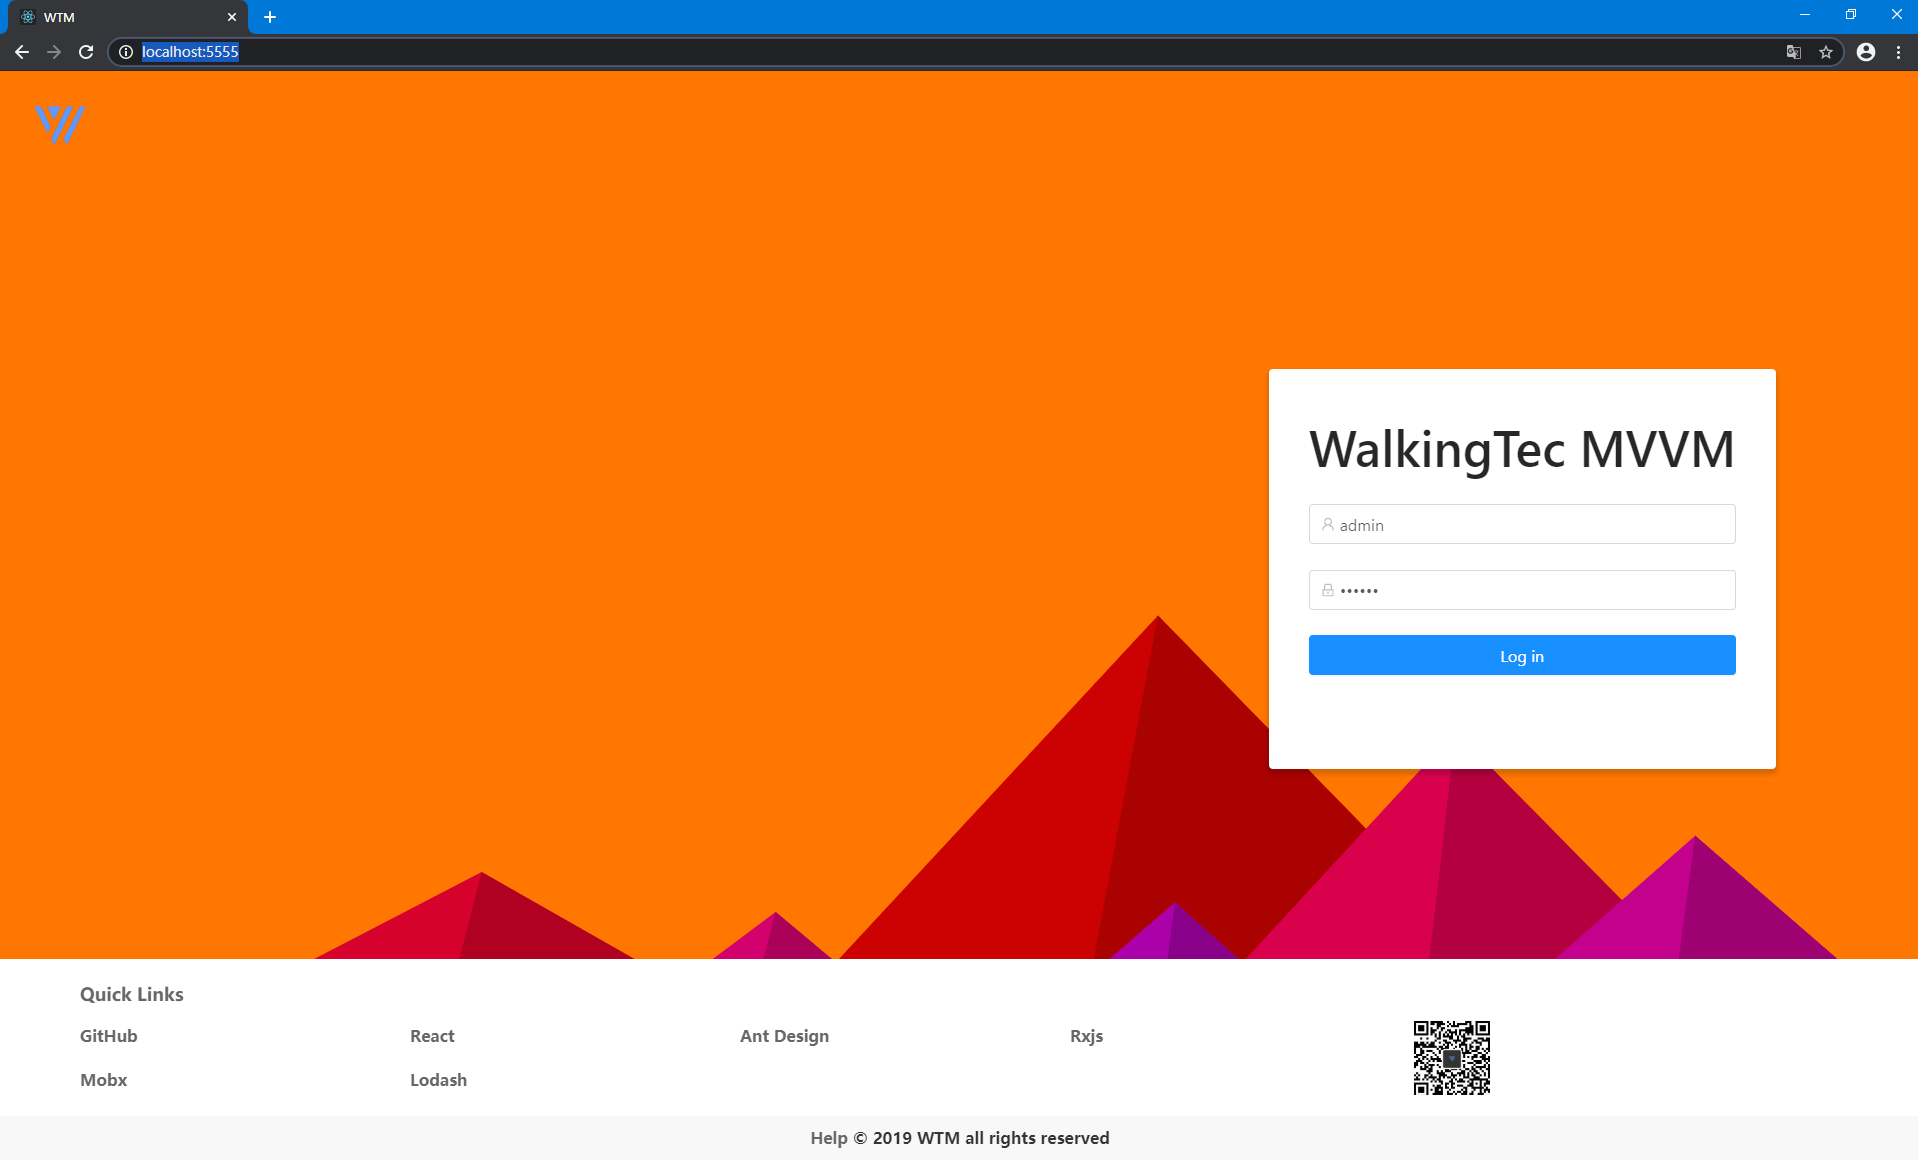 WTM
localhost:5555
WalkingTec MVVM
admin
••••••
Log in
Quick Links
GitHub
React
Ant Design
Rxjs
Mobx
Lodash
Help © 2019 WTM all rights reserved